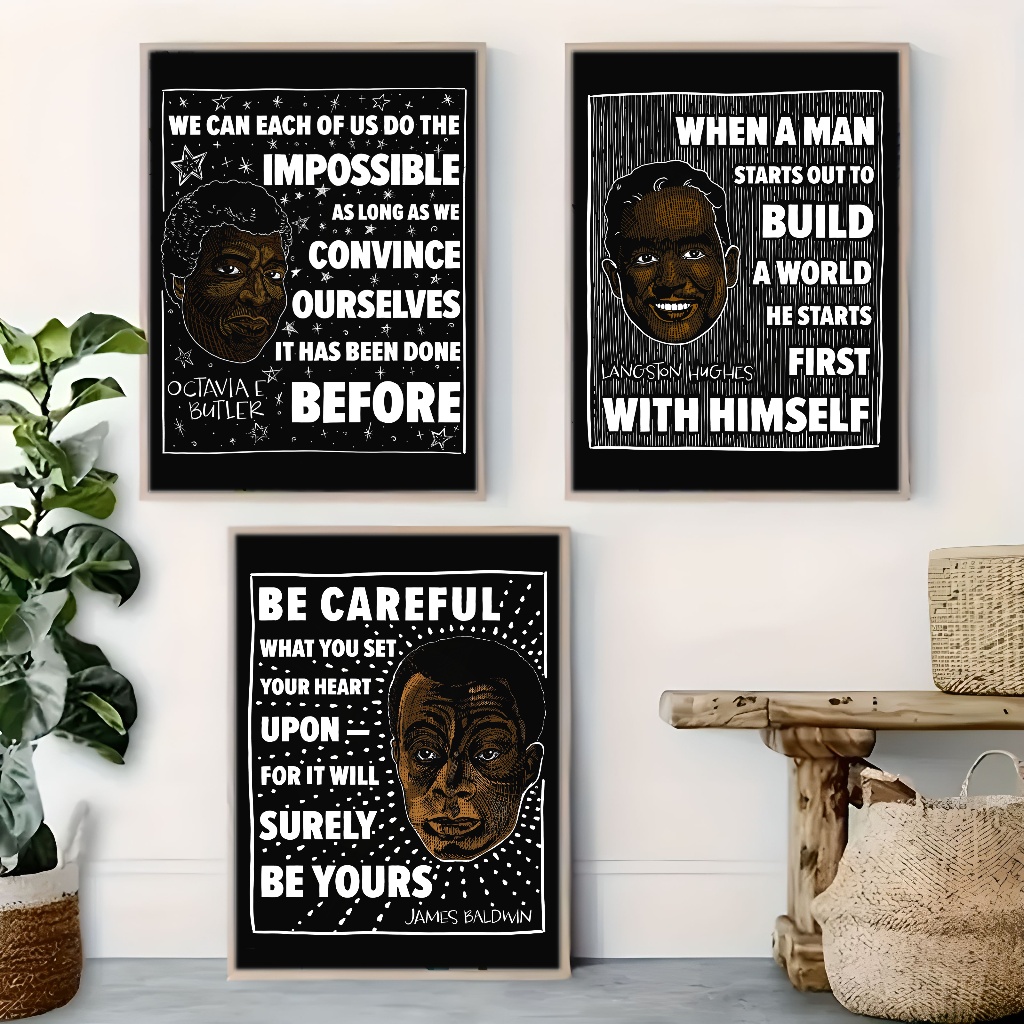 WE CAN EACH OF US DO THE
IMPOSSIBLE
AS LONG AS WE
CONVINCE
OURSELVES
IT HAS BEEN DONE
BEFORE
OCTAVIA E
BUTLER
WHEN A MAN
STARTS OUT TO
BUILD
A WORLD
HE STARTS
FIRST
WITH HIMSELF
LANGSTON HUGHES
BE CAREFUL
WHAT YOU SET
YOUR HEART
UPON —
FOR IT WILL
SURELY
BE YOURS
JAMES BALDWIN